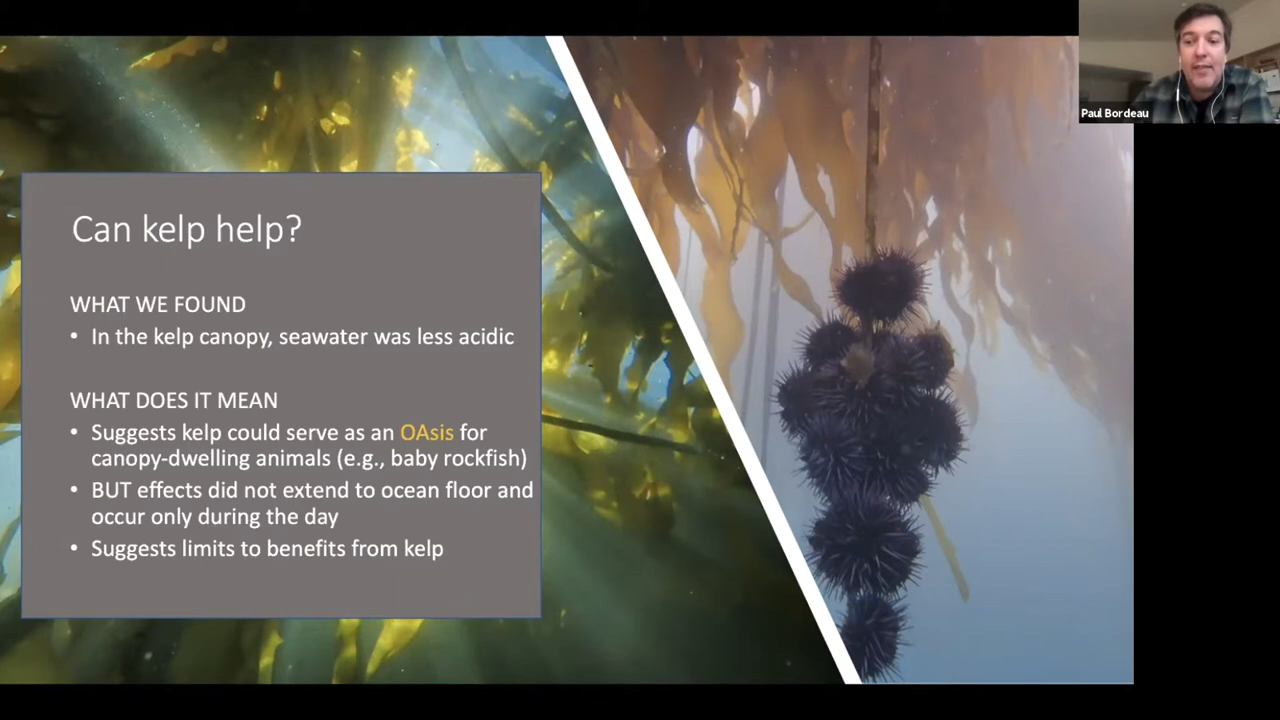 Can kelp help?
WHAT WE FOUND
• In the kelp canopy, seawater was less acidic
WHAT DOES IT MEAN
• Suggests kelp could serve as an OAsis for
canopy-dwelling animals (e.g., baby rockfish)
• BUT effects did not extend to ocean floor and
occur only during the day
• Suggests limits to benefits from kelp
Paul Bordeau